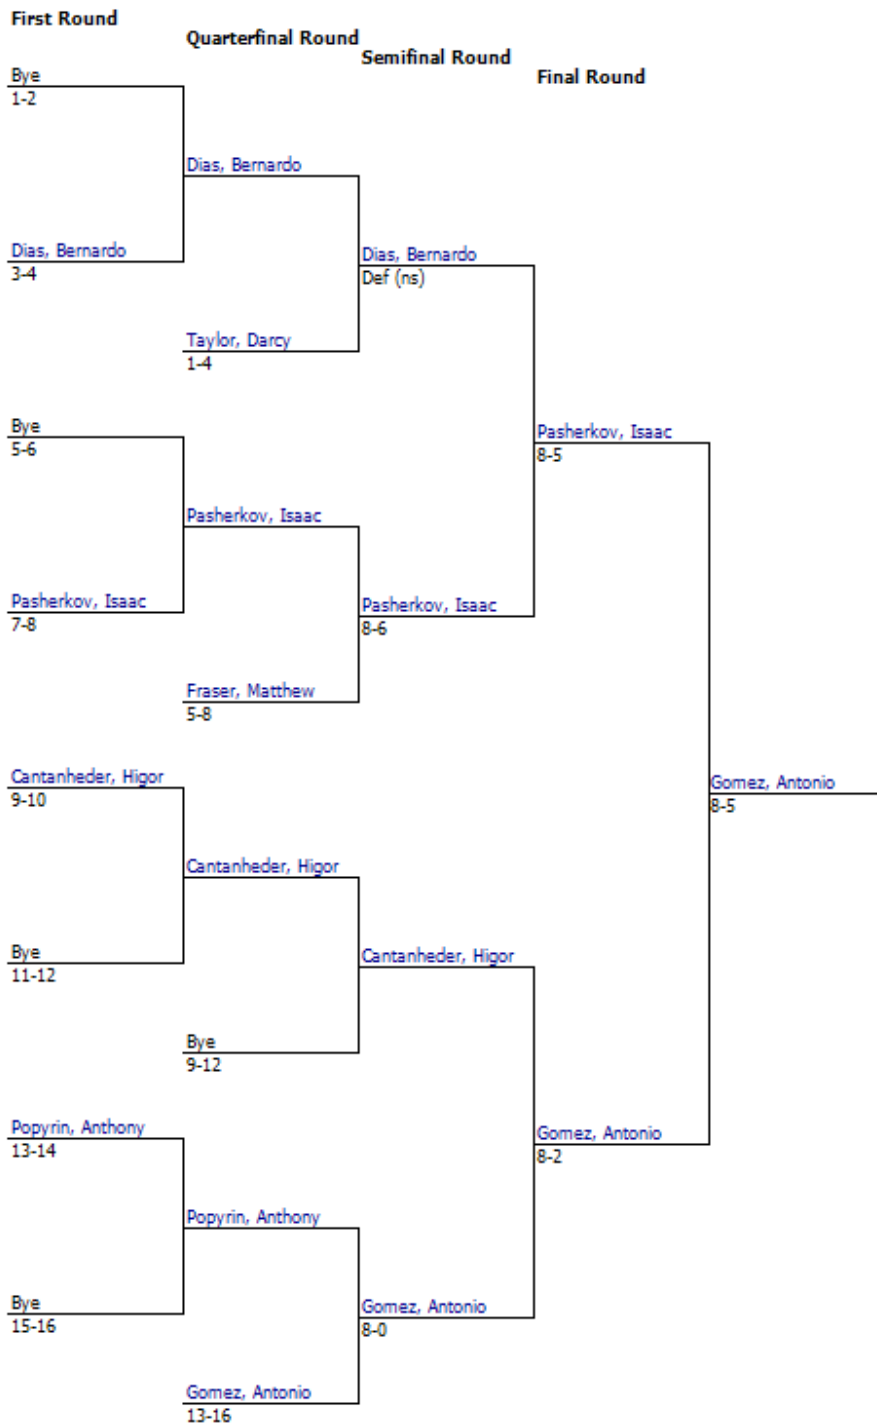 First Round
Quarterfinal Round
Semifinal Round
Final Round
Bye
1-2
Dias, Bernardo
Dias, Bernardo
3-4
Dias, Bernardo
Def (ns)
Taylor, Darcy
1-4
Bye
5-6
Pasherkov, Isaac
8-5
Pasherkov, Isaac
Pasherkov, Isaac
7-8
Pasherkov, Isaac
8-6
Fraser, Matthew
5-8
Cantanheder, Higor
9-10
Gomez, Antonio
8-5
Cantanheder, Higor
Bye
11-12
Cantanheder, Higor
Bye
9-12
Popyrin, Anthony
13-14
Gomez, Antonio
8-2
Popyrin, Anthony
Bye
15-16
Gomez, Antonio
8-0
Gomez, Antonio
13-16